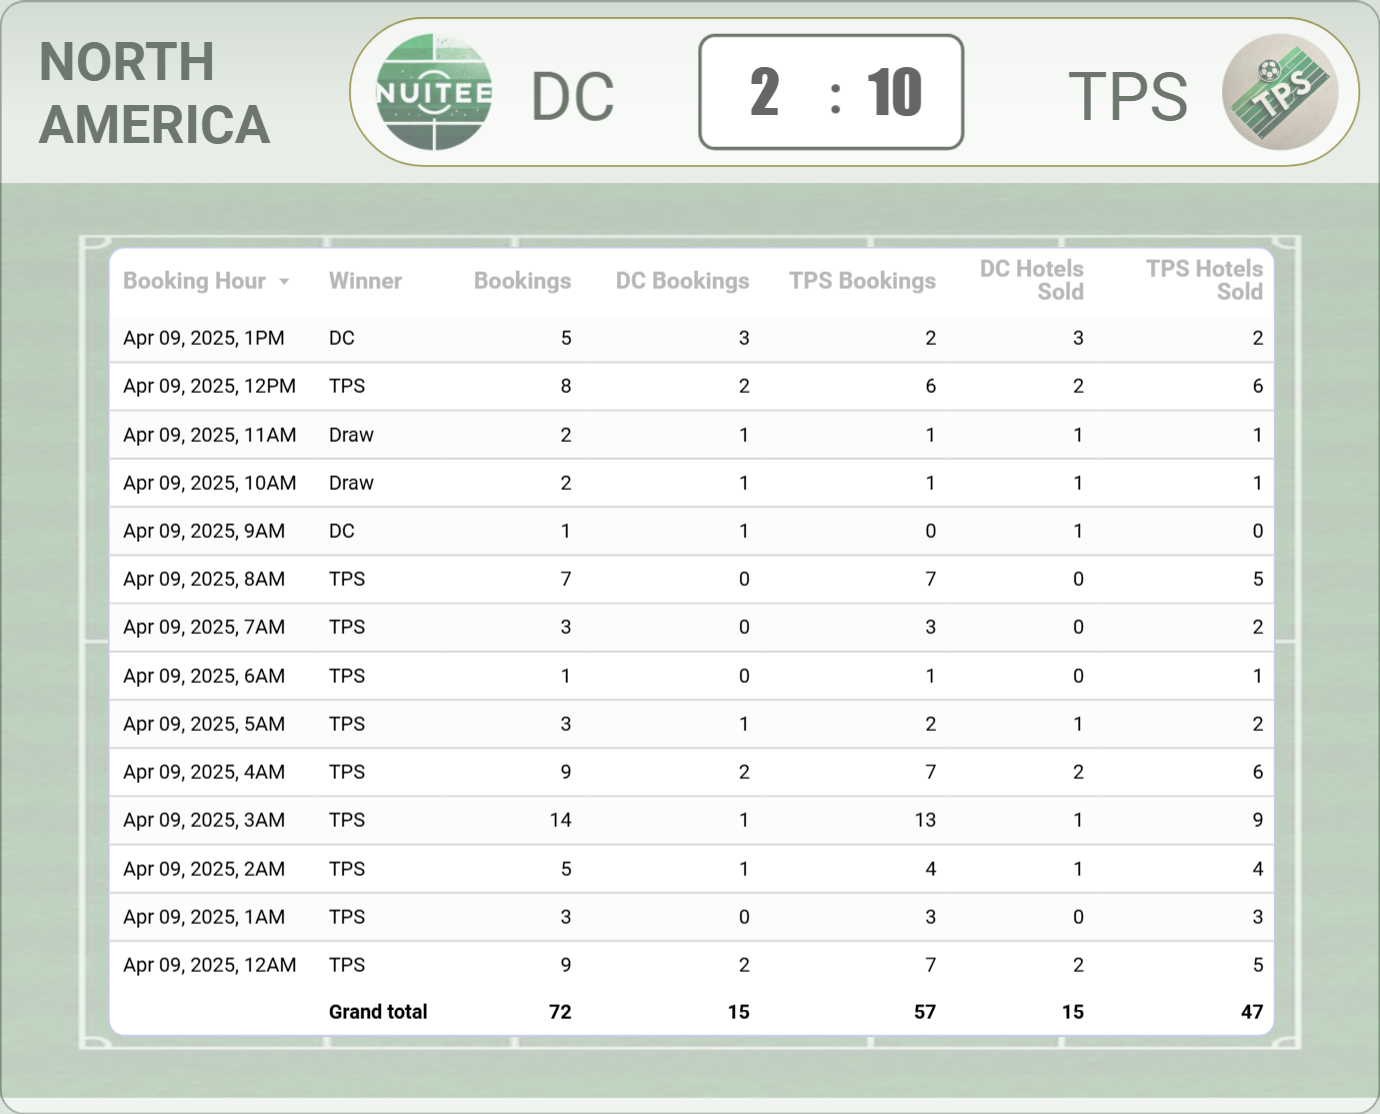 NORTH
AMERICA
NUITEE
DC
2 : 10
TPS
TPS
Booking Hour Winner Bookings DC Bookings TPS Bookings DC Hotels Sold TPS Hotels Sold
Apr 09, 2025, 1PM DC 5 3 2 3 2
Apr 09, 2025, 12PM TPS 8 2 6 2 6
Apr 09, 2025, 11AM Draw 2 1 1 1 1
Apr 09, 2025, 10AM Draw 2 1 1 1 1
Apr 09, 2025, 9AM DC 1 1 0 1 0
Apr 09, 2025, 8AM TPS 7 0 7 0 5
Apr 09, 2025, 7AM TPS 3 0 3 0 2
Apr 09, 2025, 6AM TPS 1 0 1 0 1
Apr 09, 2025, 5AM TPS 3 1 2 1 2
Apr 09, 2025, 4AM TPS 9 2 7 2 6
Apr 09, 2025, 3AM TPS 14 1 13 1 9
Apr 09, 2025, 2AM TPS 5 1 4 1 4
Apr 09, 2025, 1AM TPS 3 0 3 0 3
Apr 09, 2025, 12AM TPS 9 2 7 2 5
Grand total 72 15 57 15 47